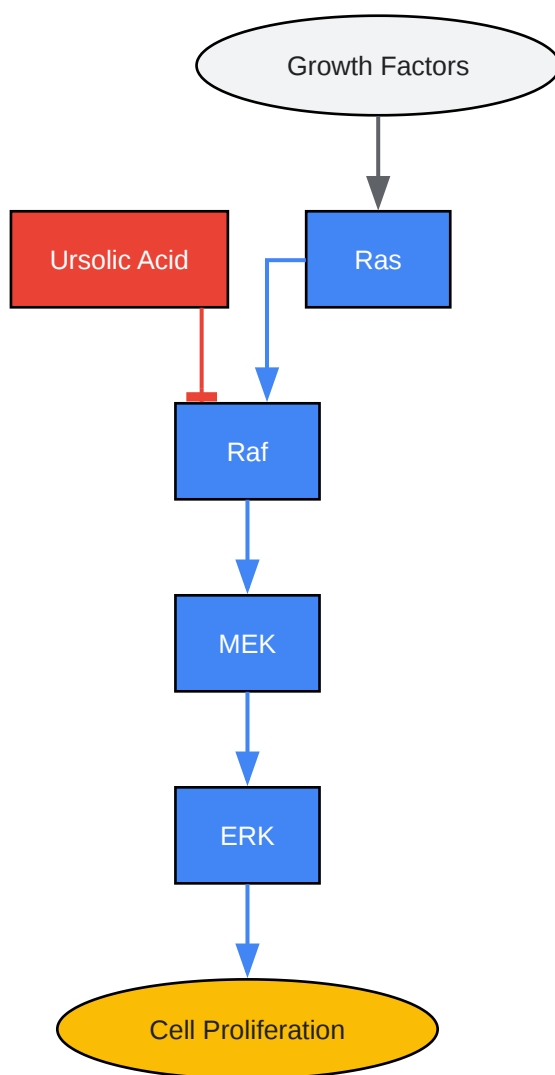 Growth Factors
Ursolic Acid
Ras
Raf
MEK
ERK
Cell Proliferation